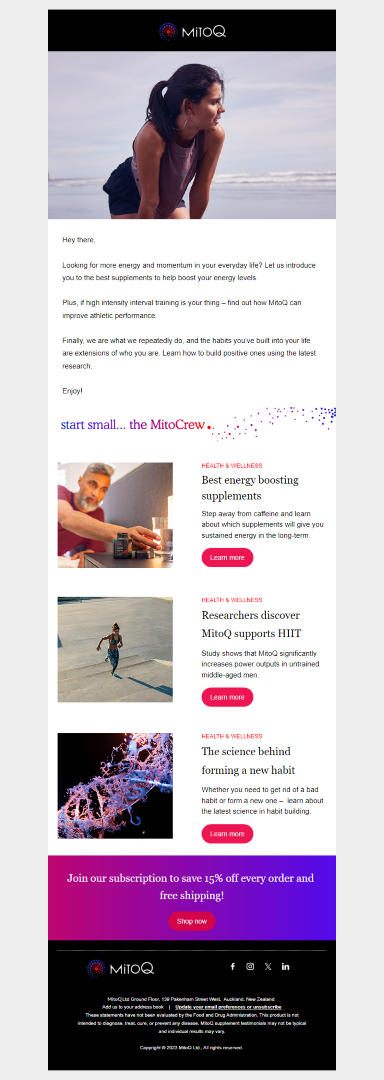 MITOQ
Hey there,
Looking for more energy and momentum in your everyday life? Let us introduce
you to the best supplements to help boost your energy levels.
Plus, if high intensity interval training is your thing – find out how MitoQ can
improve athletic performance.
Finally, we are what we repeatedly do, and the habits you've built into your life
are extensions of who you are. Learn how to build positive ones using the latest
research.
Enjoy!
start small... the MitoCrew.
HEALTH & WELLNESS
Best energy boosting
supplements
Step away from caffeine and learn
about which supplements will give you
sustained energy in the long-term.
Learn more
HEALTH & WELLNESS
Researchers discover
MitoQ supports HIIT
Study shows that MitoQ significantly
increases power outputs in untrained
middle-aged men.
Learn more
HEALTH & WELLNESS
The science behind
forming a new habit
Whether you need to get rid of a bad
habit or form a new one – learn about
the latest science in habit building.
Learn more
Join our subscription to save 15% off every order and
free shipping!
Shop now
MITOQ
MitoQ Ltd Ground Floor, 139 Pakenham Street West, Auckland, New Zealand
Add us to your address book | Update your email preferences or unsubscribe
These statements have not been evaluated by the Food and Drug Administration. This product is not
intended to diagnose, treat, cure, or prevent any disease. MitoQ supplement testimonials may not be typical
and individual results may vary.
Copyright © 2023 MitoQ Ltd., All rights reserved.